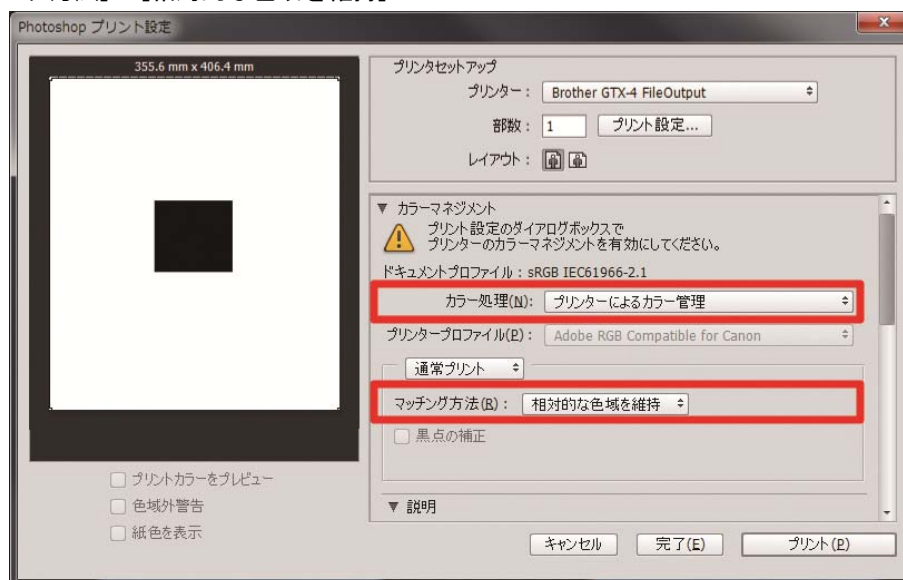 Photoshop プリント設定
355.6 mm x 406.4 mm
プリントカラーをプレビュー
色域外警告
紙色を表示
プリンタセットアップ
プリンター： Brother GTX-4 FileOutput
部数： 1 プリント設定...
レイアウト：
▼ カラーマネジメント
プリント設定のダイアログボックスで
プリンターのカラーマネジメントを有効にしてください。
ドキュメントプロファイル：sRGB IEC61966-2.1
カラー処理(N)： プリンターによるカラー管理
プリンタープロファイル(P)： Adobe RGB Compatible for Canon
通常プリント
マッチング方法(R)： 相対的な色域を維持
黒点の補正
▼ 説明
キャンセル 完了(E) プリント(P)